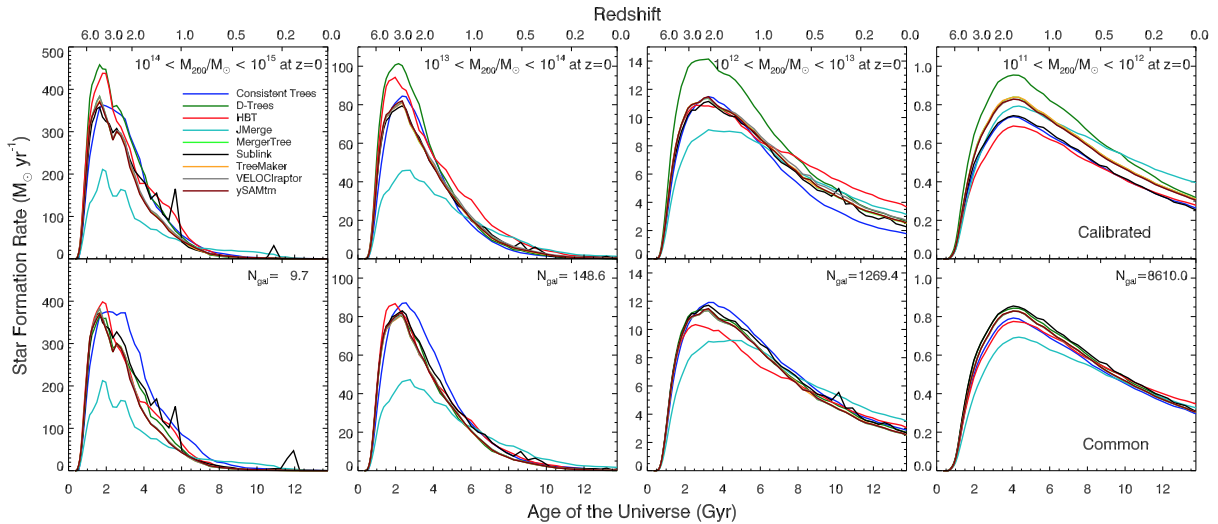 Redshift
6.0 3.0 2.0 1.0 0.5 0.2 0.0
6.0 3.0 2.0 1.0 0.5 0.2 0.0
6.0 3.0 2.0 1.0 0.5 0.2 0.0
6.0 3.0 2.0 1.0 0.5 0.2 0.0
10^14 < M_200/M_☉ < 10^15 at z=0
10^13 < M_200/M_☉ < 10^14 at z=0
10^12 < M_200/M_☉ < 10^13 at z=0
10^11 < M_200/M_☉ < 10^12 at z=0
Consistent Trees
D-Trees
HBT
JMerge
MergerTree
Sublink
TreeMaker
VELOCIraptor
ySAMtm
500
400
300
200
100
0
100
80
60
40
20
0
14
12
10
8
6
4
2
0
1.0
0.8
0.6
0.4
0.2
0.0
Calibrated
Star Formation Rate (M_☉ yr^-1)
N_gal= 9.7
N_gal= 148.6
N_gal=1269.4
N_gal=8610.0
400
300
200
100
0
100
80
60
40
20
0
14
12
10
8
6
4
2
0
1.0
0.8
0.6
0.4
0.2
0.0
Common
0 2 4 6 8 10 12
0 2 4 6 8 10 12
0 2 4 6 8 10 12
0 2 4 6 8 10 12
Age of the Universe (Gyr)